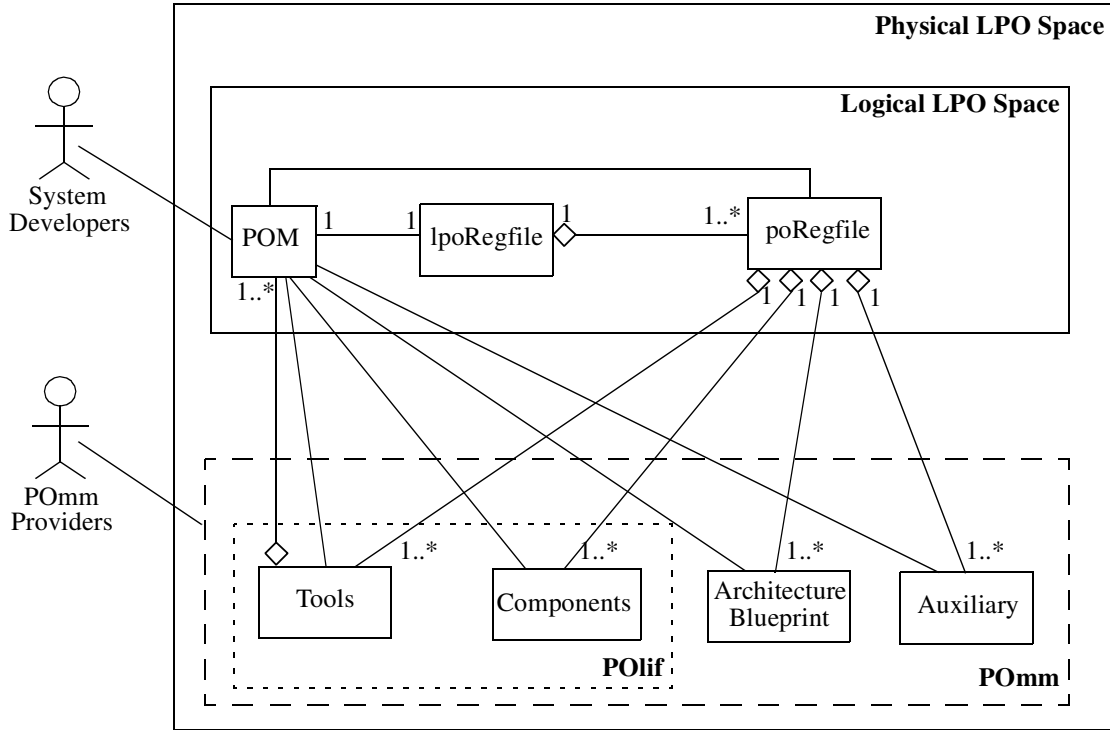 Physical LPO Space
Logical LPO Space
System
Developers
POM
1
1
lpoRegfile
1
1..*
poRegfile
1..*
1
1
1
1
POmm
Providers
1..*
1..*
1..*
1..*
Tools
Components
Architecture
Blueprint
Auxiliary
POlif
POmm